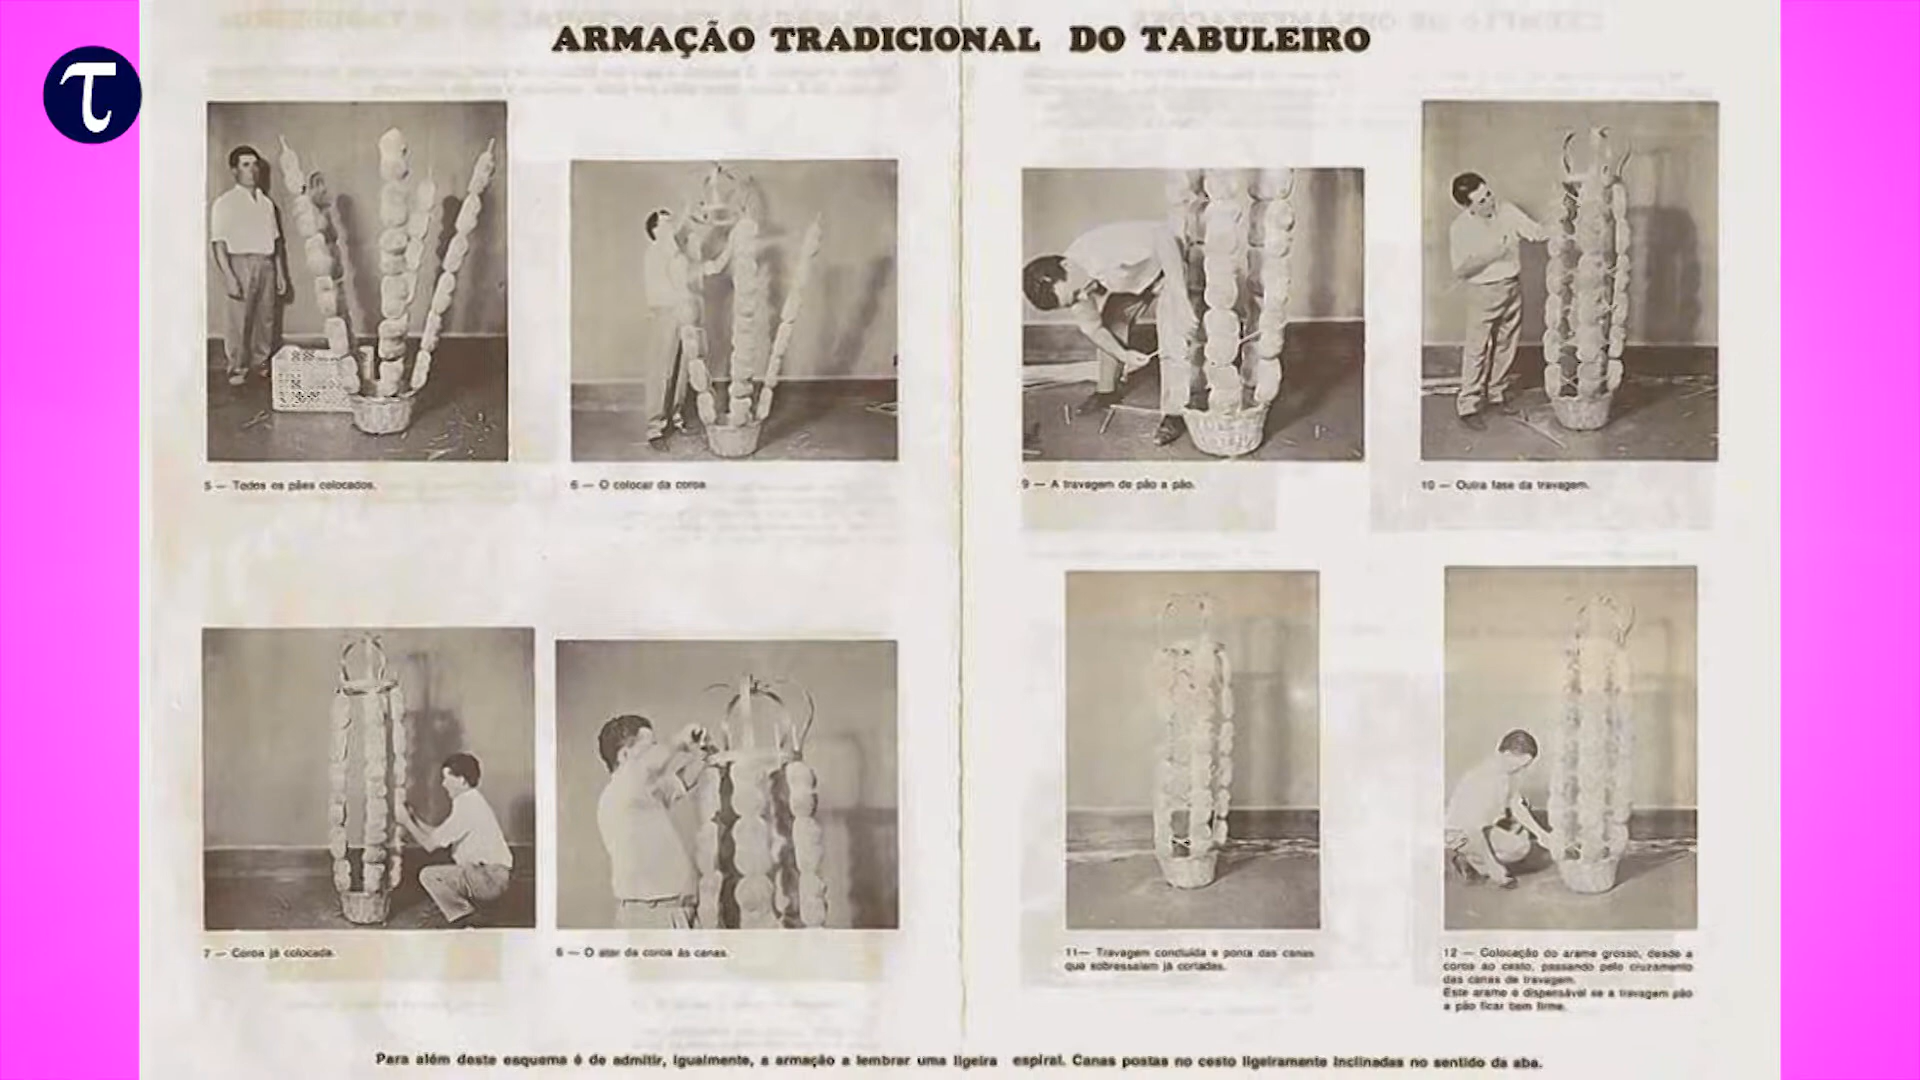 τ
ARMAÇÃO TRADICIONAL DO TABULEIRO
5 — Todos os pães colocados.
6 — O colocar da coroa
9 — A travagem de pão a pão.
10 — Outra fase da travagem.
7 — Coroa já colocada.
6 — O atar da coroa às canas.
11— Travagem concluída e ponta das canas
que sobressaiem já cortadas.
12 — Colocação do arame grosso, desde a
coroa ao cesto, passando pelo cruzamento
das canas de travagem.
Este arame é dispensável se a travagem pão
a pão ficar bem firme.
Para além deste esquema é de admitir, igualmente, a armação a lembrar uma ligeira espiral. Canas postas no cesto ligeiramente inclinadas no sentido da aba.